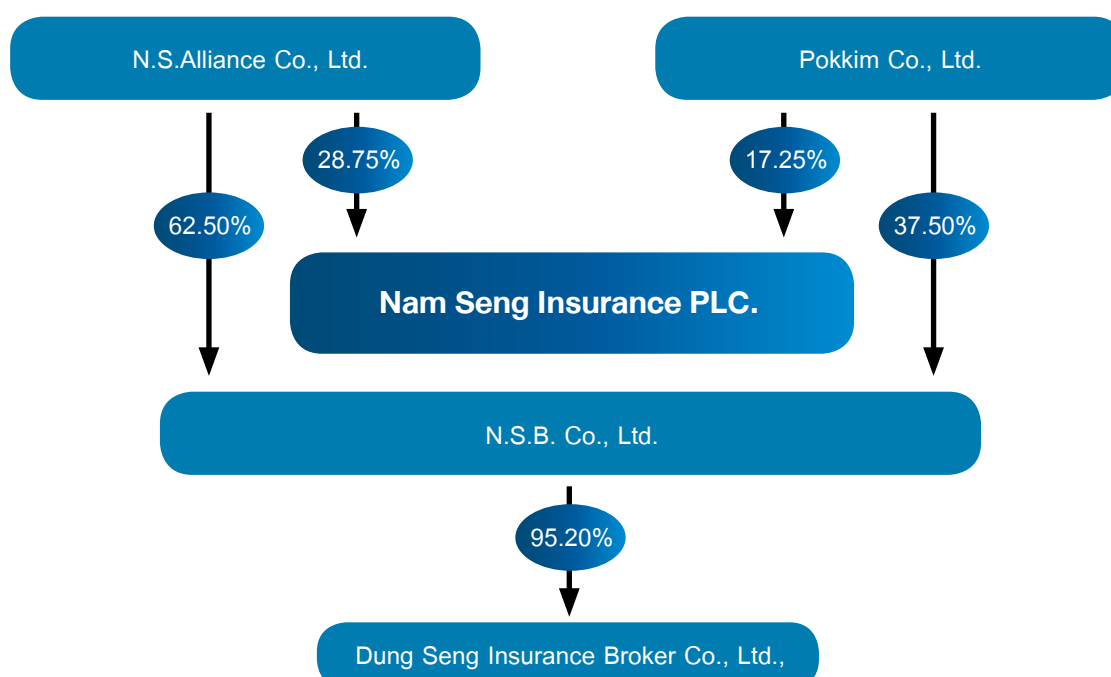 N.S.Alliance Co., Ltd.
Pokkim Co., Ltd.
28.75%
17.25%
62.50%
37.50%
Nam Seng Insurance PLC.
N.S.B. Co., Ltd.
95.20%
Dung Seng Insurance Broker Co., Ltd.,